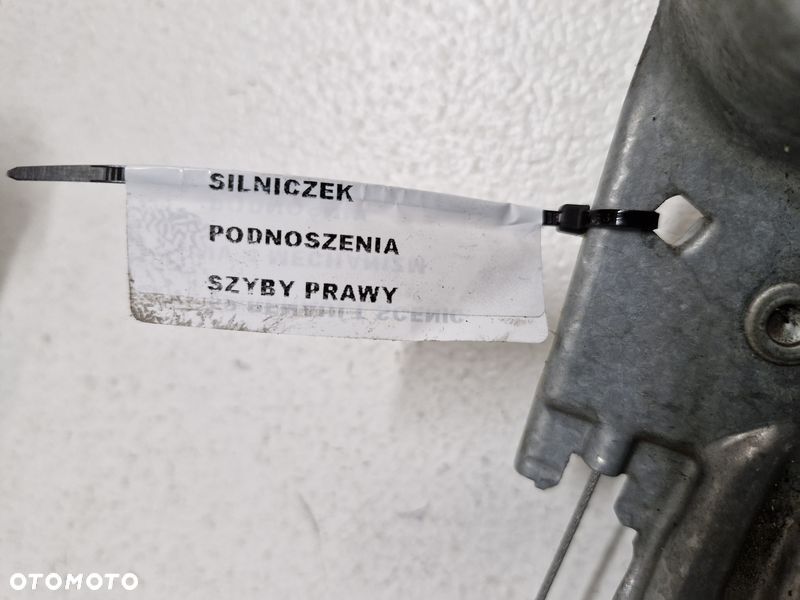 SILNICZEK
PODNOSZENIA
SZYBY PRAWY
OTOMOTO